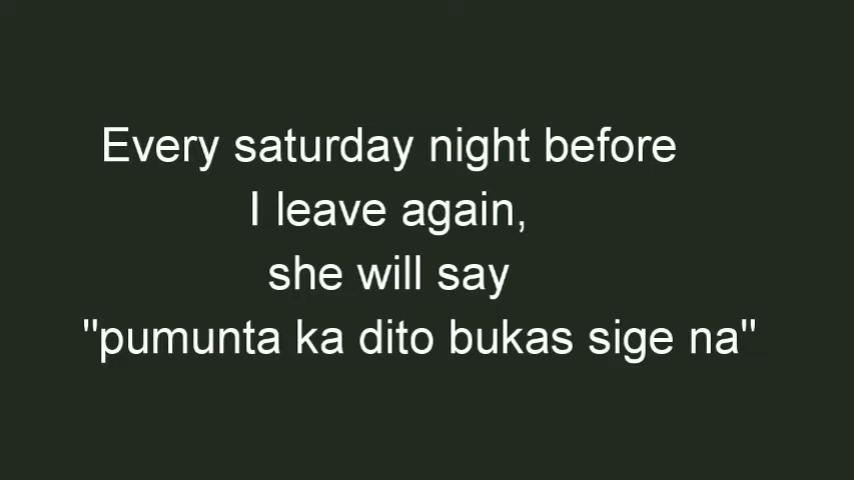 Every saturday night before
I leave again,
she will say
"pumunta ka dito bukas sige na"